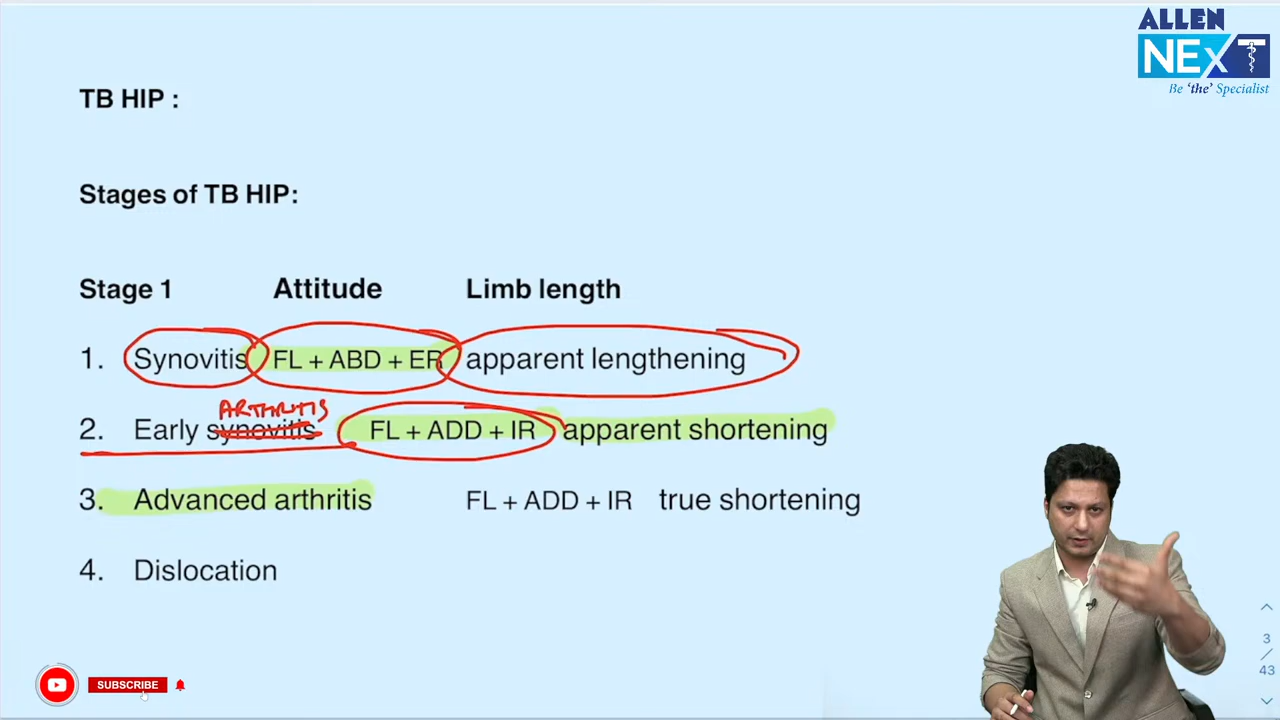 ALLEN
NEXT
Be 'the' Specialist
TB HIP :
Stages of TB HIP:
Stage 1 Attitude Limb length
1. Synovitis FL + ABD + ER apparent lengthening
ARTHRITIS
2. Early synovitis FL + ADD + IR apparent shortening
3. Advanced arthritis FL + ADD + IR true shortening
4. Dislocation
3
/
43
SUBSCRIBE